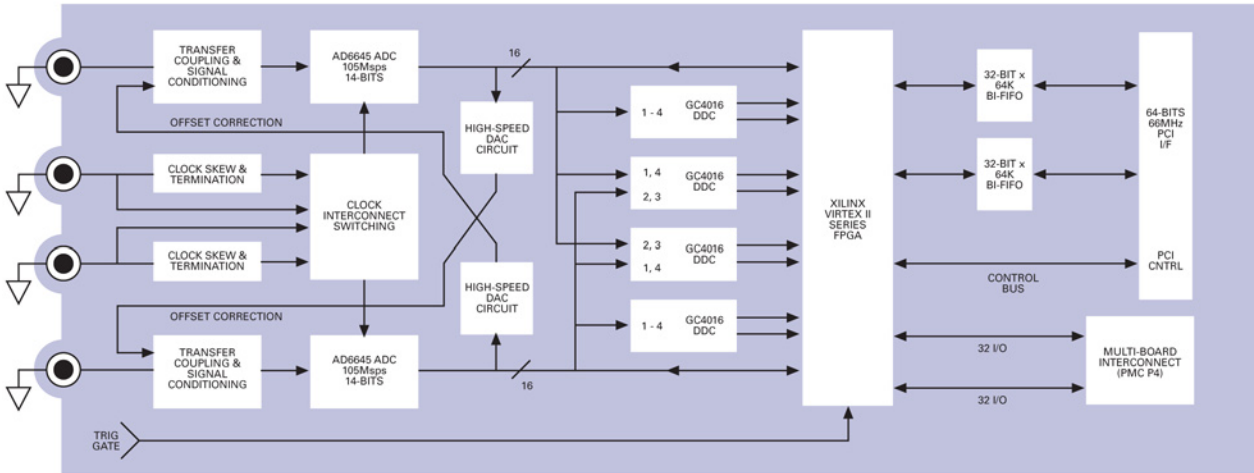 TRANSFER
COUPLING &
SIGNAL
CONDITIONING
AD6645 ADC
105Msps
14-BITS
16
OFFSET CORRECTION
HIGH-SPEED
DAC
CIRCUIT
CLOCK SKEW &
TERMINATION
CLOCK
INTERCONNECT
SWITCHING
CLOCK SKEW &
TERMINATION
HIGH-SPEED
DAC
CIRCUIT
OFFSET CORRECTION
TRANSFER
COUPLING &
SIGNAL
CONDITIONING
AD6645 ADC
105Msps
14-BITS
16
TRIG
GATE
1 - 4
GC4016
DDC
1, 4
2, 3
GC4016
DDC
2, 3
1, 4
GC4016
DDC
1 - 4
GC4016
DDC
XILINX
VIRTEX II
SERIES
FPGA
32-BIT x
64K
BI-FIFO
32-BIT x
64K
BI-FIFO
64-BITS
66MHz
PCI
I/F
PCI
CNTRL
CONTROL
BUS
32 I/O
32 I/O
MULTI-BOARD
INTERCONNECT
(PMC P4)